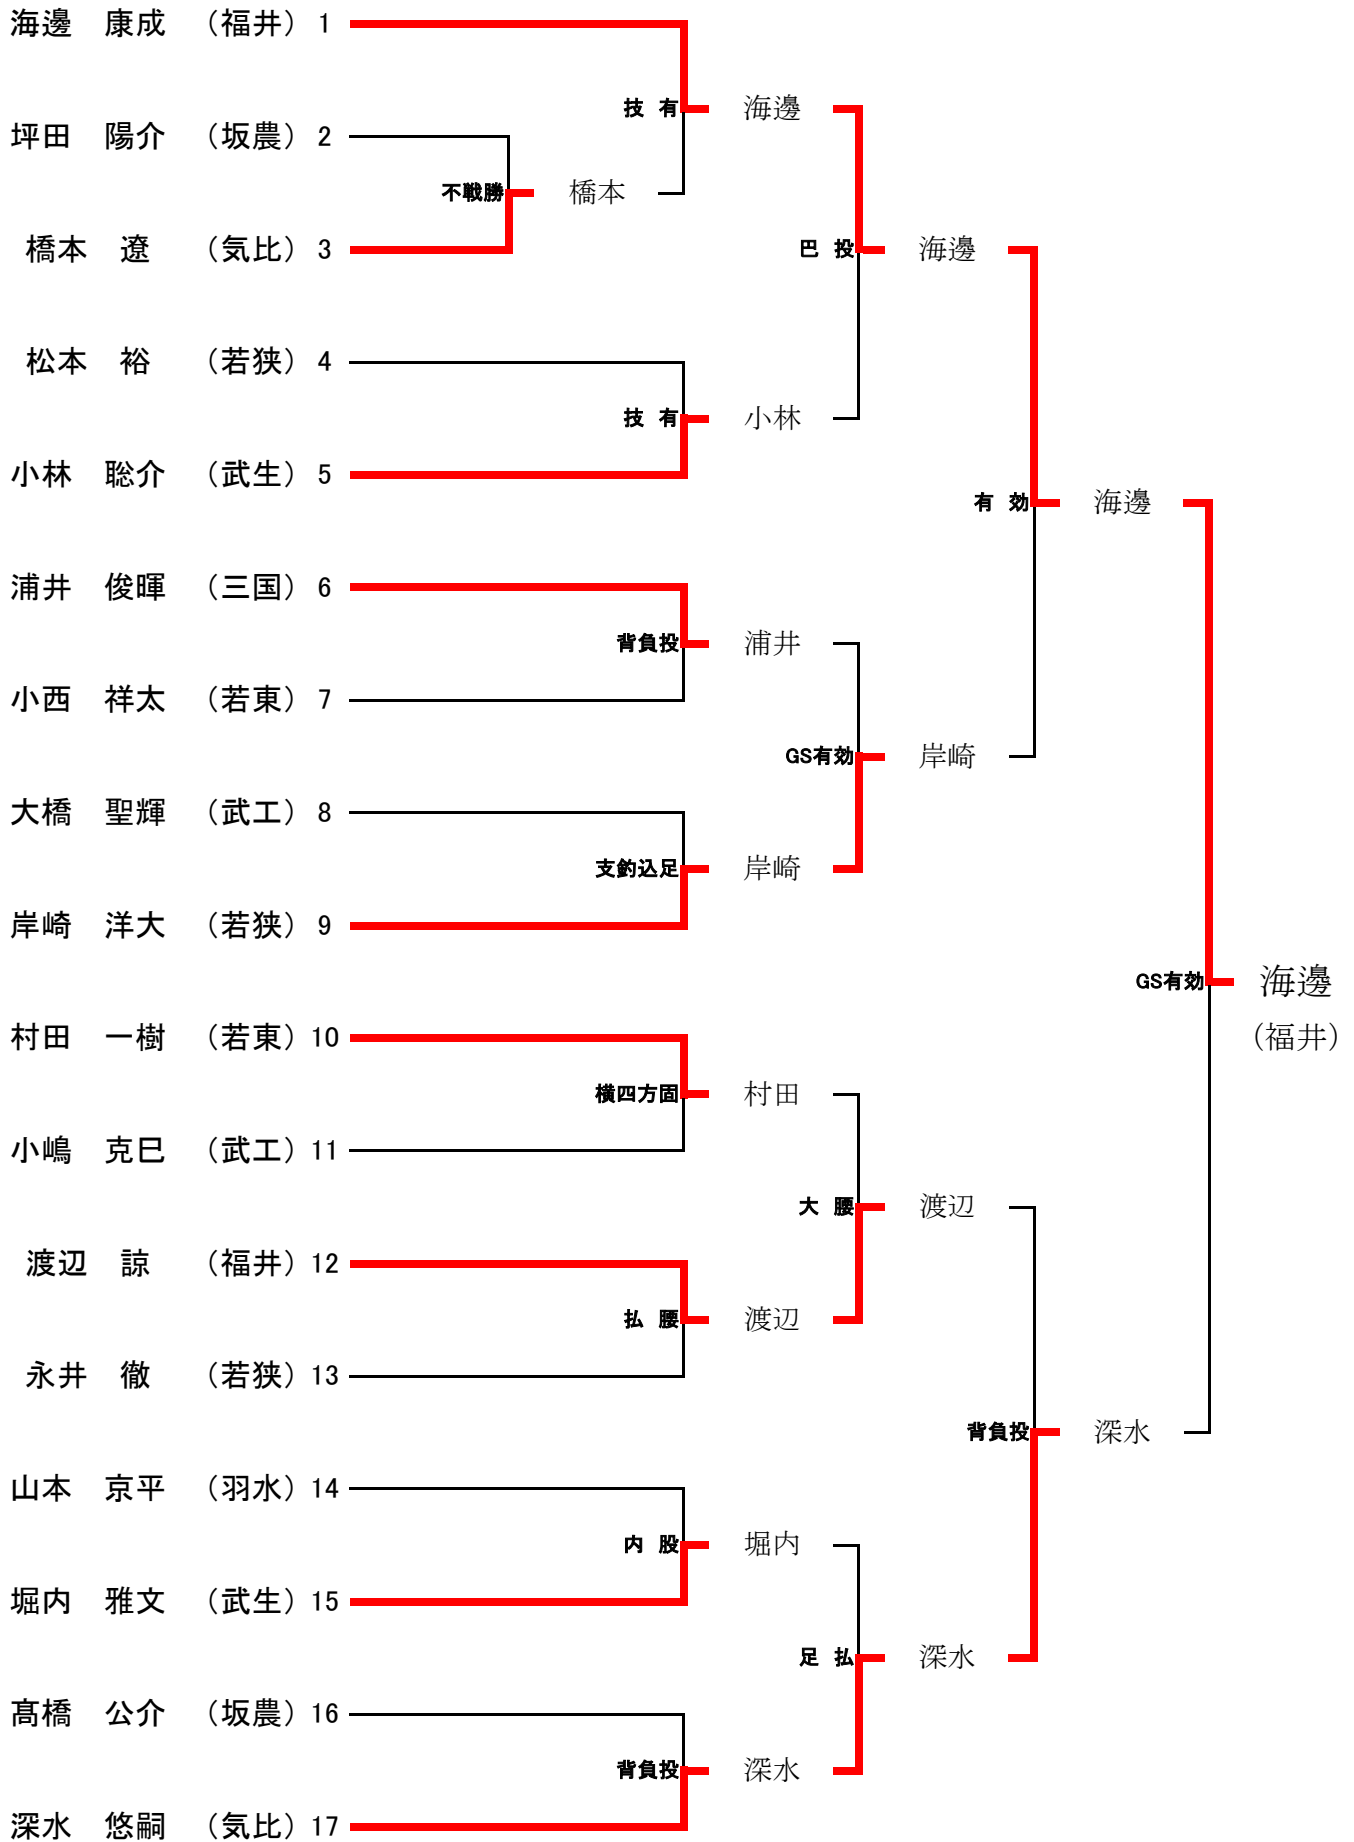 海邊　康成　（福井） 1
技 有　海邊
坪田　陽介　（坂農） 2
不戦勝　橋本
橋本　遼　（気比） 3
巴 投　海邊
松本　裕　（若狭） 4
技 有　小林
小林　聡介　（武生） 5
有 効　海邊
浦井　俊暉　（三国） 6
背負投　浦井
小西　祥太　（若東） 7
GS有効　岸崎
大橋　聖輝　（武工） 8
支釣込足　岸崎
岸崎　洋大　（若狭） 9
GS有効　海邊
（福井）
村田　一樹　（若東） 10
横四方固　村田
小嶋　克巳　（武工） 11
大 腰　渡辺
渡辺　諒　（福井） 12
払 腰　渡辺
永井　徹　（若狭） 13
背負投　深水
山本　京平　（羽水） 14
内 股　堀内
堀内　雅文　（武生） 15
足 払　深水
髙橋　公介　（坂農） 16
背負投　深水
深水　悠嗣　（気比） 17